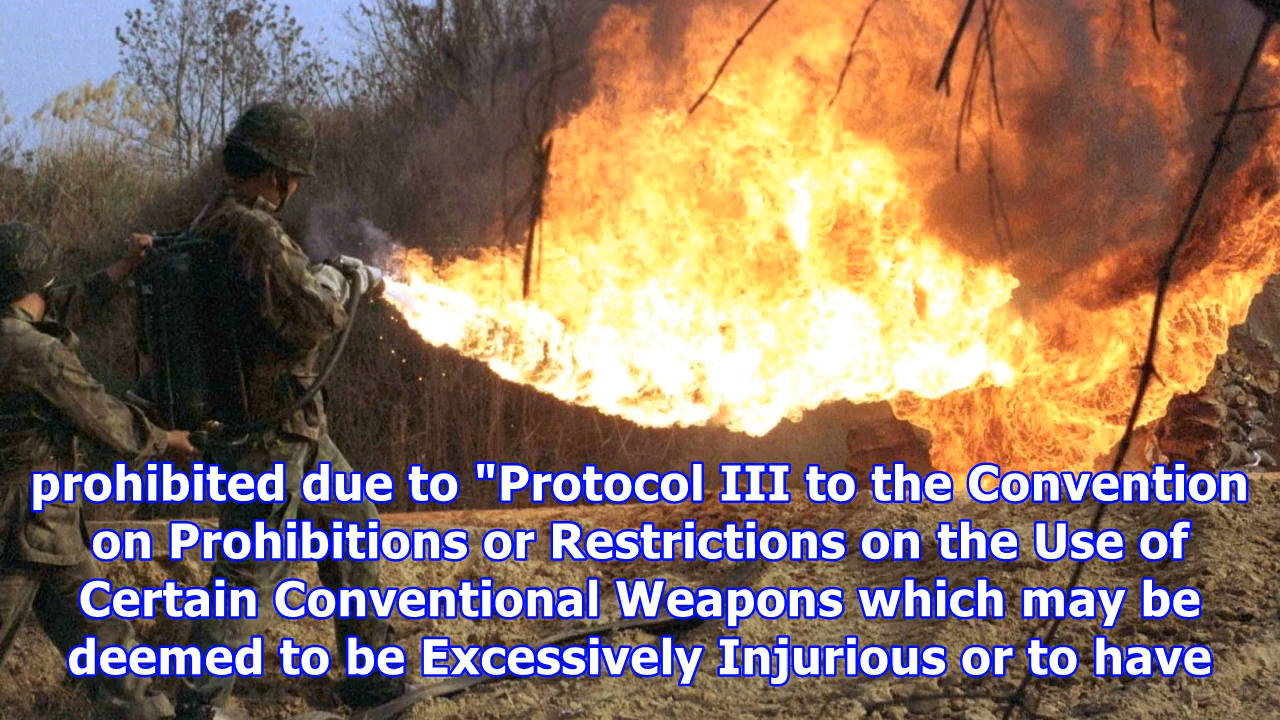 prohibited due to "Protocol III to the Convention
on Prohibitions or Restrictions on the Use of
Certain Conventional Weapons which may be
deemed to be Excessively Injurious or to have